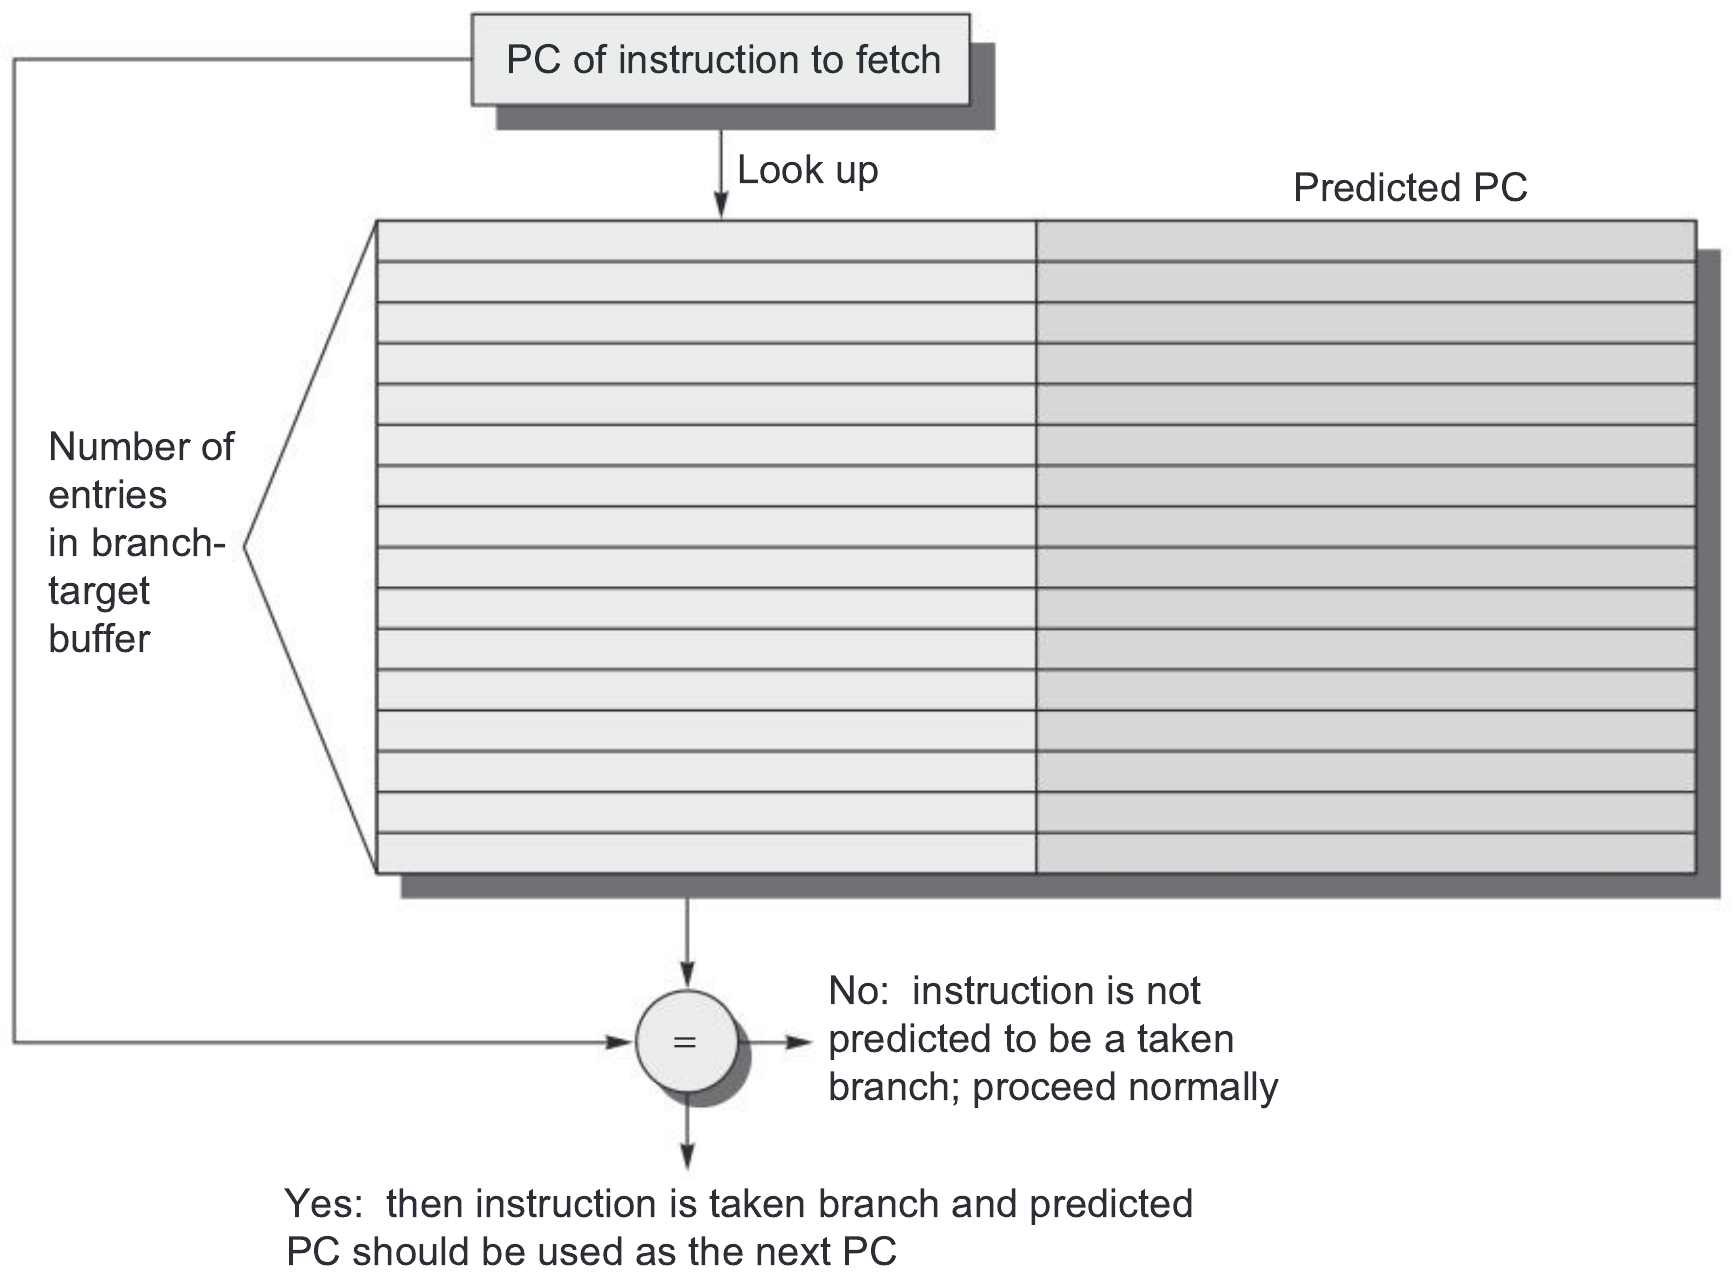 PC of instruction to fetch
Look up
Predicted PC
Number of
entries
in branch-
target
buffer
=
No: instruction is not
predicted to be a taken
branch; proceed normally
Yes: then instruction is taken branch and predicted
PC should be used as the next PC